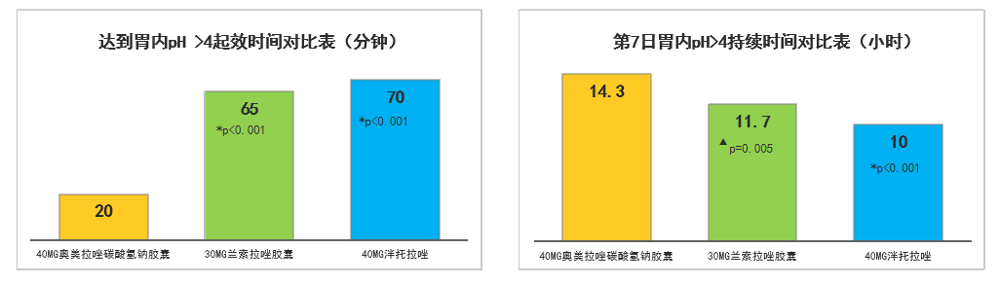 达到胃内pH >4起效时间对比表（分钟）
20
65
*p<0.001
70
*p<0.001
40MG奥美拉唑碳酸氢钠胶囊
30MG兰索拉唑胶囊
40MG泮托拉唑
第7日胃内pH>4持续时间对比表（小时）
14.3
11.7
▲p=0.005
10
*p<0.001
40MG奥美拉唑碳酸氢钠胶囊
30MG兰索拉唑胶囊
40MG泮托拉唑